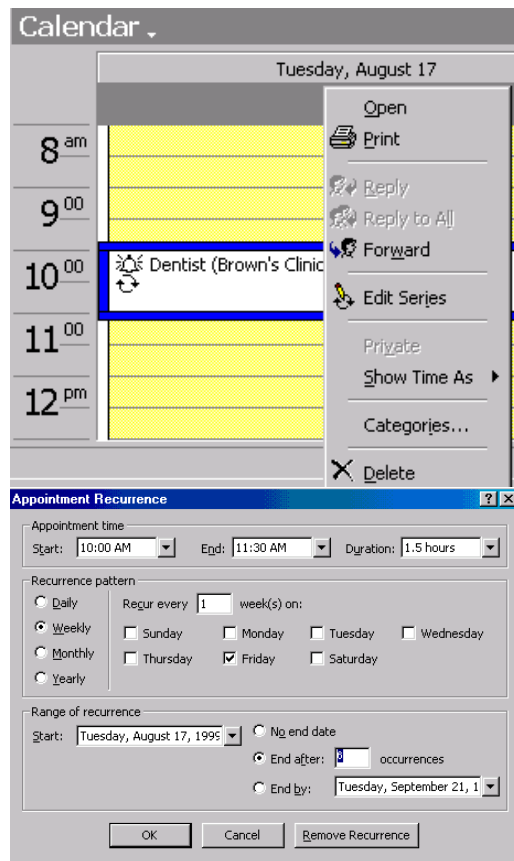 Calendar
Tuesday, August 17
Open
8 am
Print
Reply
9 00
Reply to All
Forward
10 00
Dentist (Brown's Clinic
Edit Series
11 00
Private
Show Time As
12 pm
Categories...
Delete
Appointment Recurrence
Appointment time
Start: 10:00 AM End: 11:30 AM Duration: 1.5 hours
Recurrence pattern
Daily Recur every 1 week(s) on:
Weekly Sunday Monday Tuesday Wednesday
Monthly Thursday Friday Saturday
Yearly
Range of recurrence
Start: Tuesday, August 17, 1999 No end date
End after: occurrences
End by: Tuesday, September 21, 1
OK Cancel Remove Recurrence